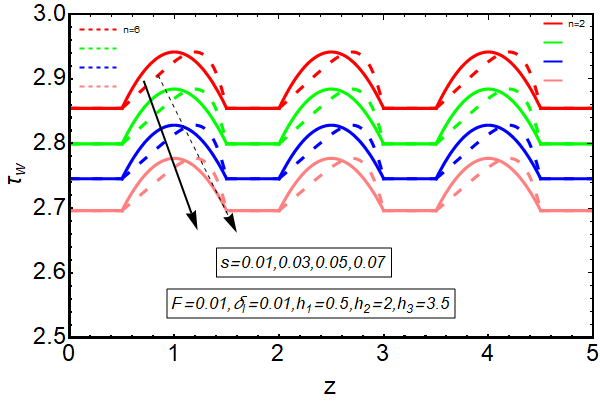 3.0
n=6
n=2
2.9
2.8
τw
2.7
s=0.01,0.03,0.05,0.07
2.6
F=0.01,δi=0.01,h1=0.5,h2=2,h3=3.5
2.5
0 1 2 3 4 5
z